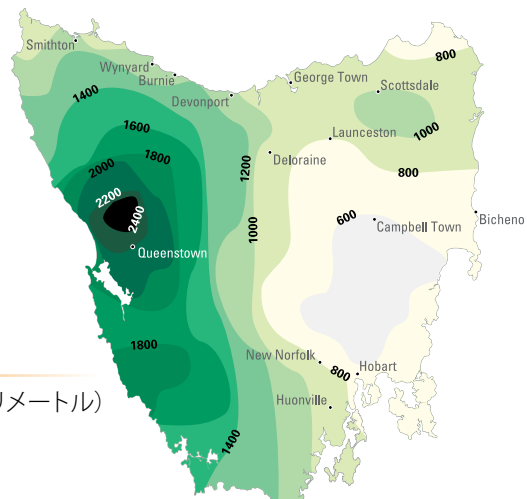 Smithton
800
Wynyard
Burnie
George Town
1400
Devonport
Scottsdale
1600
1000
Launceston
1800
Deloraine
2000
1200
800
2200
600
2400
Campbell Town
Bicheno
1000
Queenstown
1800
New Norfolk
800
Hobart
Huonville
リメートル）
1400